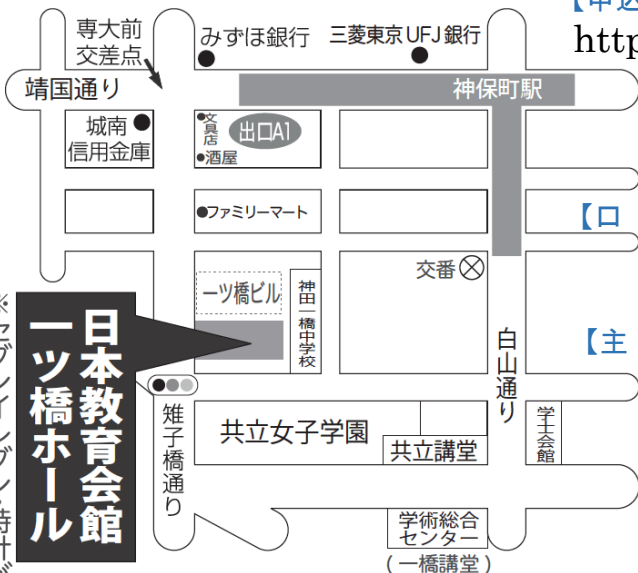 【申込
http
専大前
交差点
みずほ銀行
三菱東京UFJ銀行
靖国通り
神保町駅
城南
信用金庫
文具店
出口A1
酒屋
ファミリーマート
【口
交番
一ツ橋ビル
神田一橋中学校
日本教育会館
一ツ橋ホール
白山通り
【主
雉子橋通り
共立女子学園
共立講堂
学士会館
学術総合
センター
(一橋講堂)